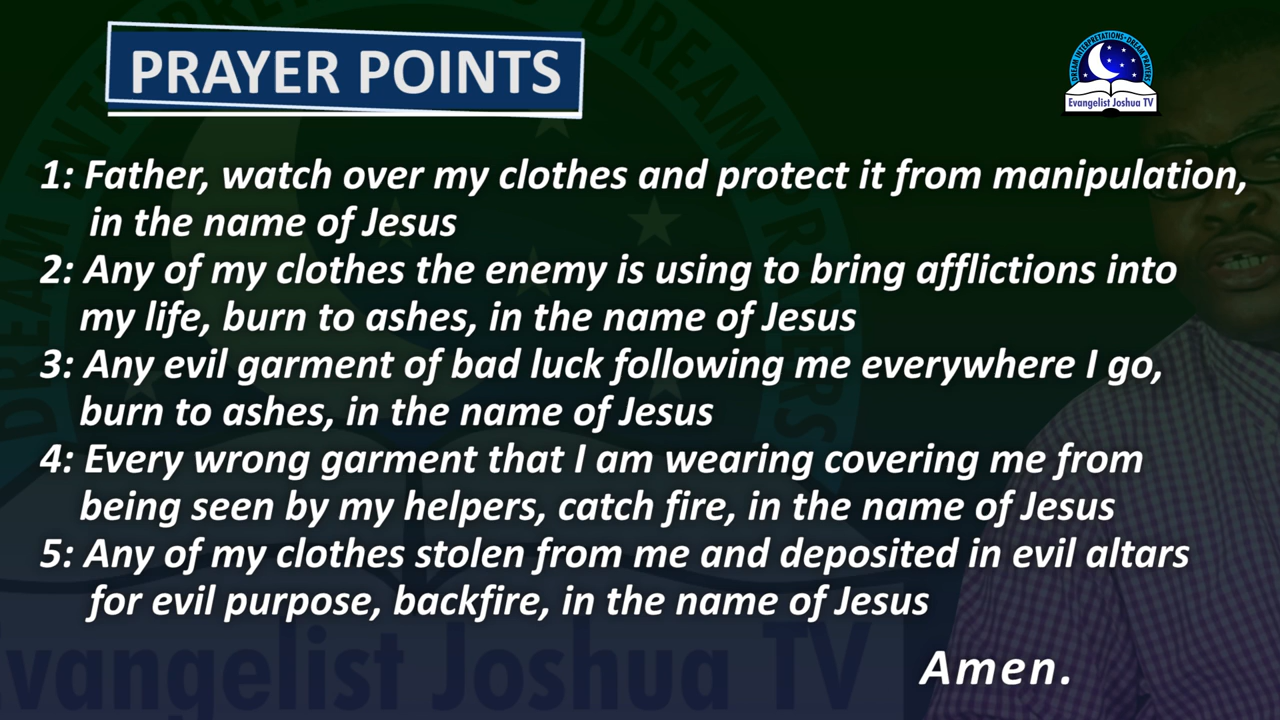 PRAYER POINTS
DREAM INTERPRETATIONS-DREAM PRAYERS
Evangelist Joshua TV
1: Father, watch over my clothes and protect it from manipulation,
in the name of Jesus
2: Any of my clothes the enemy is using to bring afflictions into
my life, burn to ashes, in the name of Jesus
3: Any evil garment of bad luck following me everywhere I go,
burn to ashes, in the name of Jesus
4: Every wrong garment that I am wearing covering me from
being seen by my helpers, catch fire, in the name of Jesus
5: Any of my clothes stolen from me and deposited in evil altars
for evil purpose, backfire, in the name of Jesus
Amen.
Evangelist Joshua TV